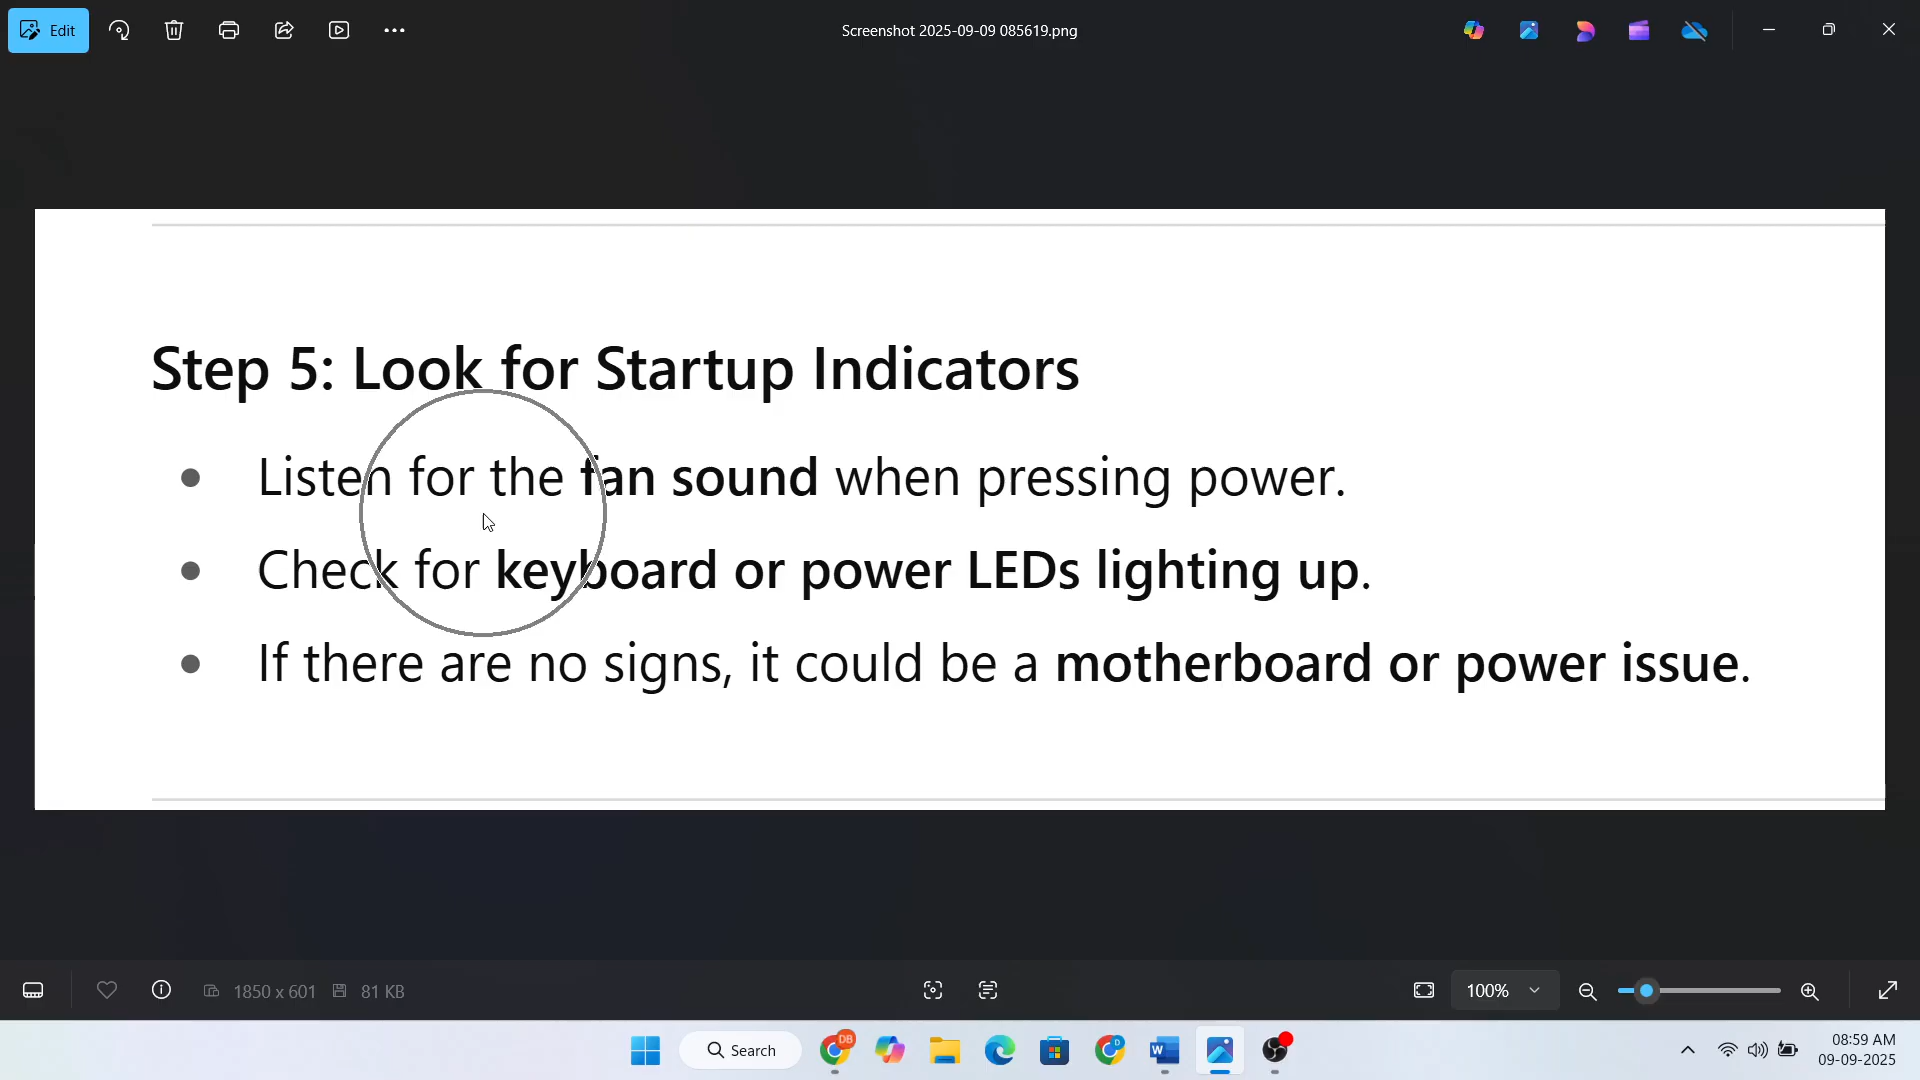 Edit
Screenshot 2025-09-09 085619.png
Step 5: Look for Startup Indicators
• Listen for the fan sound when pressing power.
• Check for keyboard or power LEDs lighting up.
• If there are no signs, it could be a motherboard or power issue.
1850 x 601 81 KB 100%
DB
D
Search
08:59 AM
09-09-2025